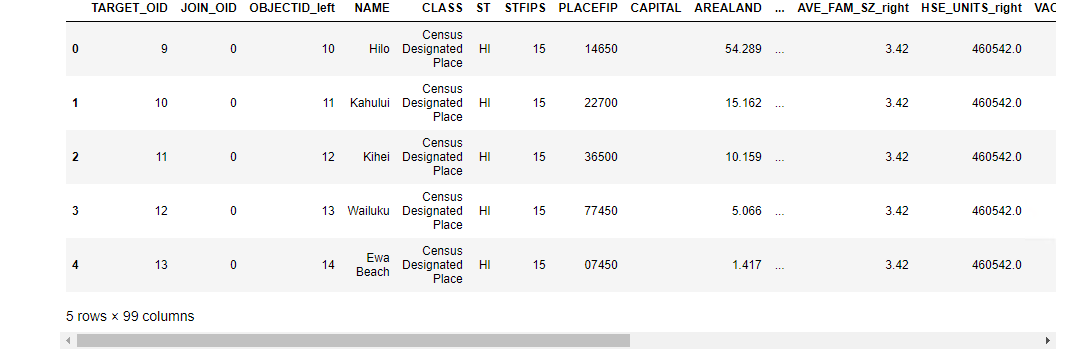 TARGET_OID JOIN_OID OBJECTID_left NAME CLASS ST STFIPS PLACEFIP CAPITAL AREALAND ... AVE_FAM_SZ_right HSE_UNITS_right VAC
0 9 0 10 Hilo Census Designated Place HI 15 14650 54.289 ... 3.42 460542.0
1 10 0 11 Kahului Census Designated Place HI 15 22700 15.162 ... 3.42 460542.0
2 11 0 12 Kihei Census Designated Place HI 15 36500 10.159 ... 3.42 460542.0
3 12 0 13 Wailuku Census Designated Place HI 15 77450 5.066 ... 3.42 460542.0
4 13 0 14 Ewa Beach Census Designated Place HI 15 07450 1.417 ... 3.42 460542.0
5 rows × 99 columns